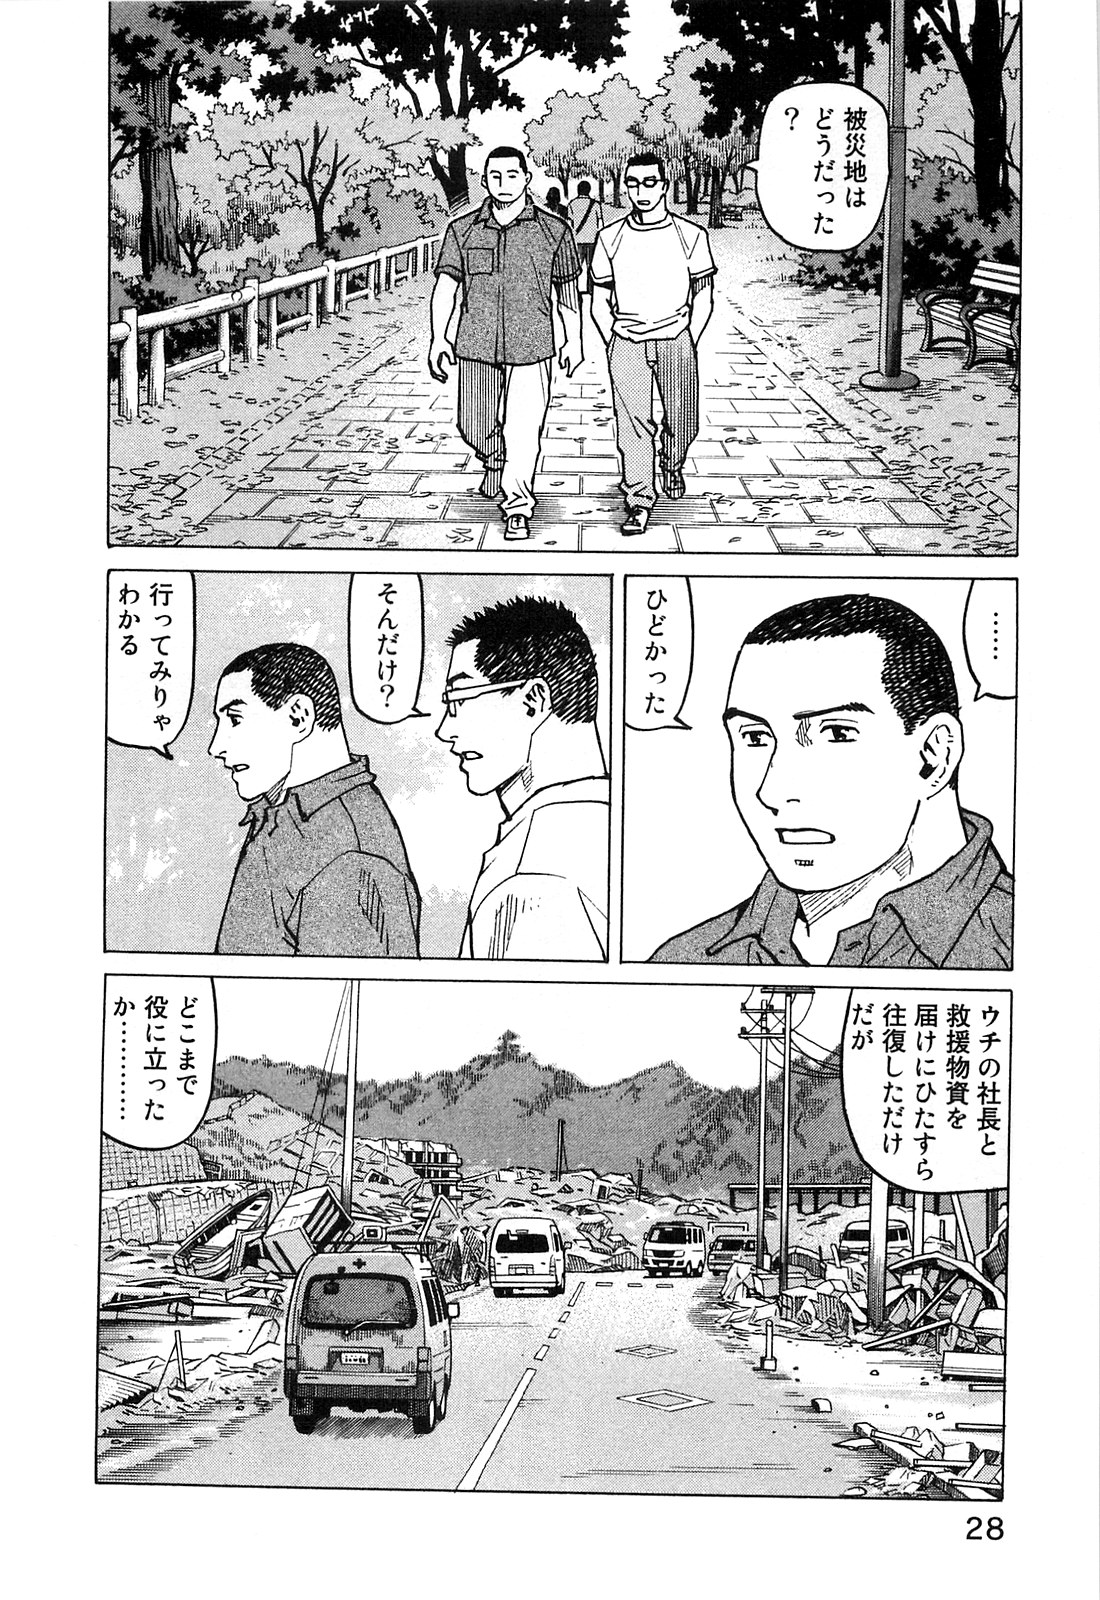 被災地は
どうだった
?
……
ひどかった
そんだけ?
行ってみりゃ
わかる
ウチの社長と
救援物資を
届けにひたすら
往復しただけ
だが
どこまで
役に立った
か…………
28